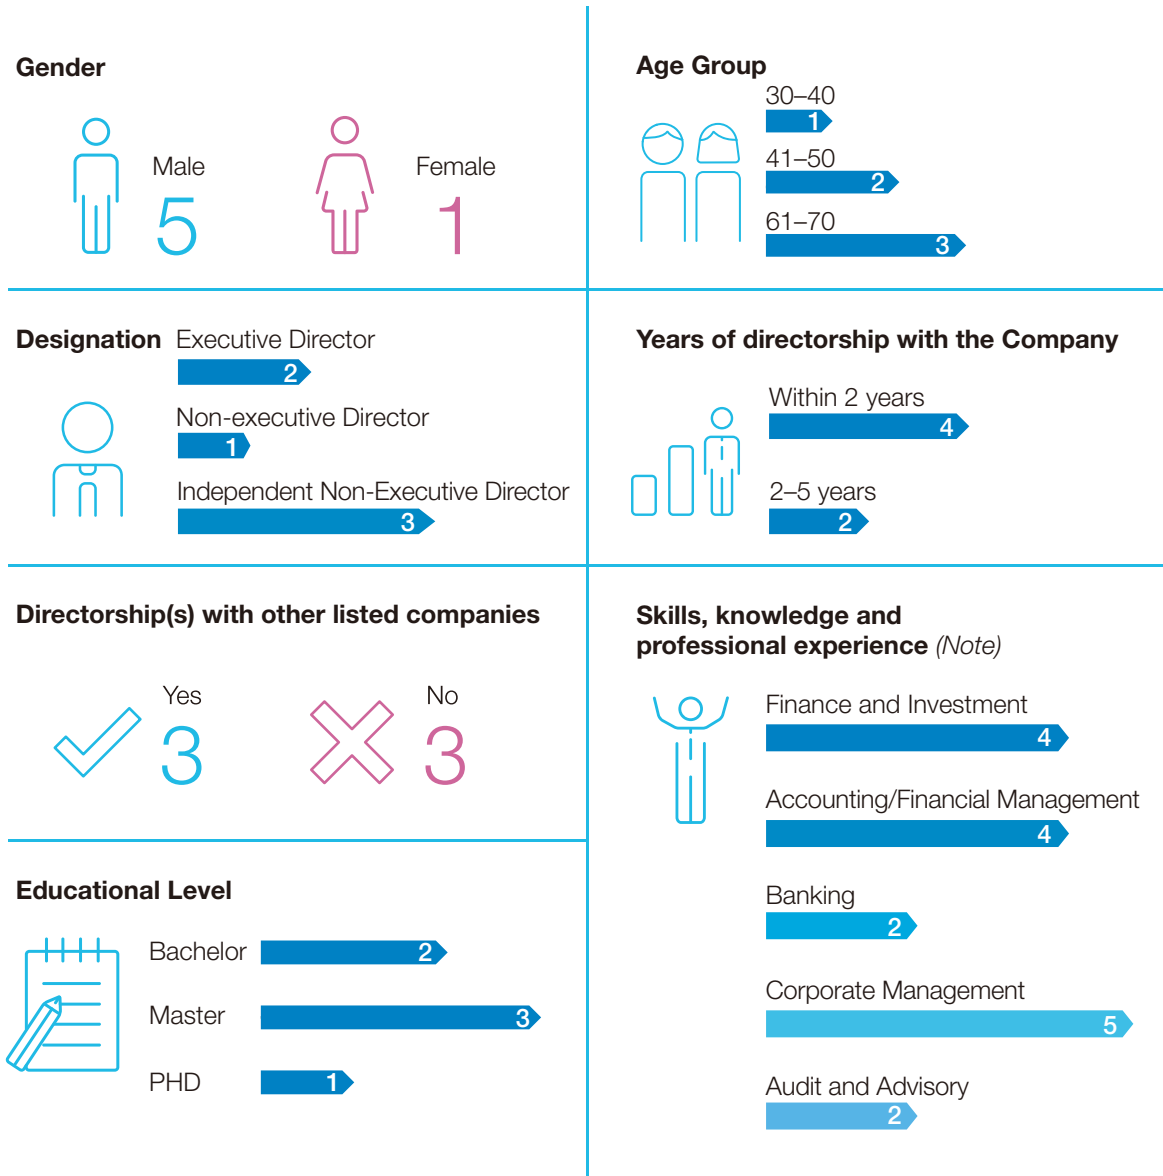 Gender
Male
5
Female
1
Age Group
30–40
1
41–50
2
61–70
3
Designation
Executive Director
2
Non-executive Director
1
Independent Non-Executive Director
3
Years of directorship with the Company
Within 2 years
4
2–5 years
2
Directorship(s) with other listed companies
Yes
3
No
3
Skills, knowledge and
professional experience (Note)
Finance and Investment
4
Accounting/Financial Management
4
Banking
2
Corporate Management
5
Audit and Advisory
2
Educational Level
Bachelor 2
Master 3
PHD 1